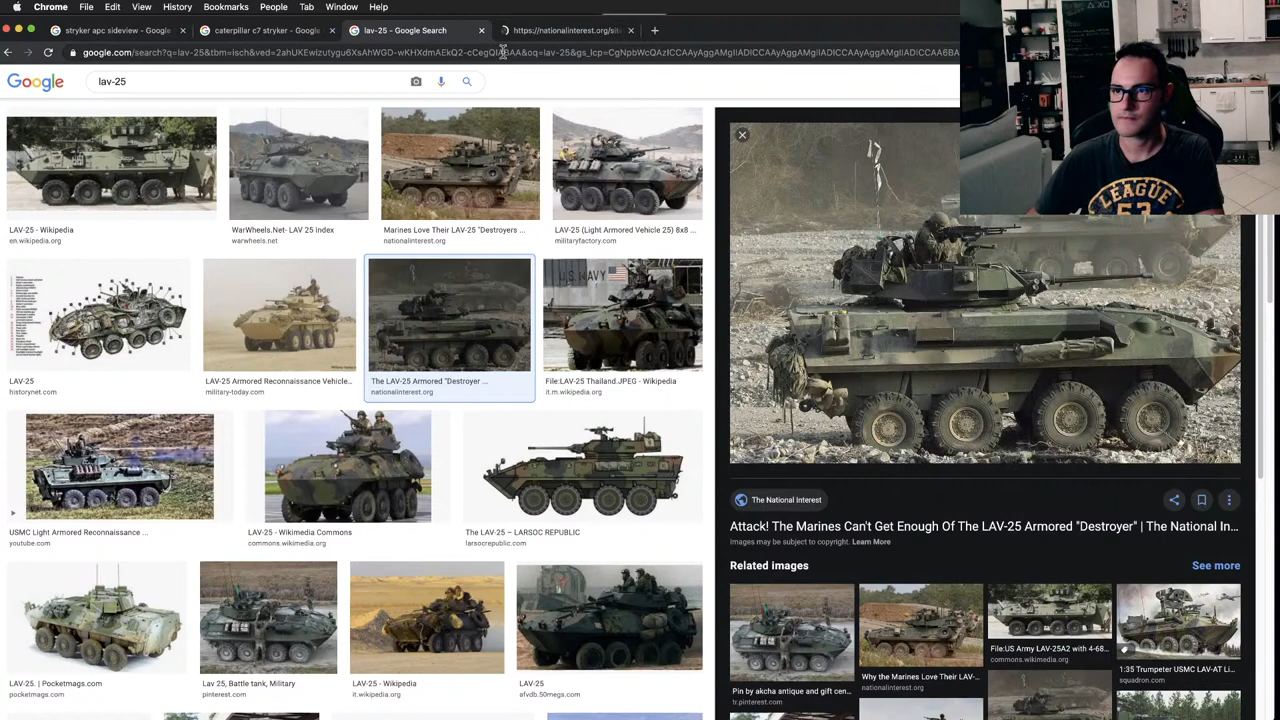 Chrome File Edit View History Bookmarks People Tab Window Help
stryker apc sideview - Google
caterpillar c7 stryker - Google
lav-25 - Google Search
https://nationalinterest.org/site
Google
lav-25
LAV-25 - Wikipedia
en.wikipedia.org
WarWheels.Net- LAV 25 Index
warwheels.net
Marines Love Their LAV-25 "Destroyers ...
nationalinterest.org
LAV-25 (Light Armored Vehicle 25) 8x8 ...
militaryfactory.com
U.S. NAVY
LAV-25
historynet.com
LAV-25 Armored Reconnaissance Vehicle...
military-today.com
The LAV-25 Armored "Destroyer ...
nationalinterest.org
File:LAV-25 Thailand.JPEG - Wikipedia
it.m.wikipedia.org
USMC Light Armored Reconnaissance ...
youtube.com
LAV-25 - Wikimedia Commons
commons.wikimedia.org
The LAV-25 – LARSOC REPUBLIC
larsocrepublic.com
LAV-25. | Pocketmags.com
pocketmags.com
Lav 25, Battle tank, Military
pinterest.com
LAV-25 - Wikipedia
it.wikipedia.org
LAV-25
afvdb.50megs.com
The National Interest
Attack! The Marines Can't Get Enough Of The LAV-25 Armored "Destroyer" | The National In...
Images may be subject to copyright. Learn More
Related images
See more
Pin by akcha antique and gift cen...
tr.pinterest.com
Why the Marines Love Their LAV-...
nationalinterest.org
File:US Army LAV-25A2 with 4-68...
commons.wikimedia.org
1:35 Trumpeter USMC LAV-AT Li...
squadron.com
LEAGUE